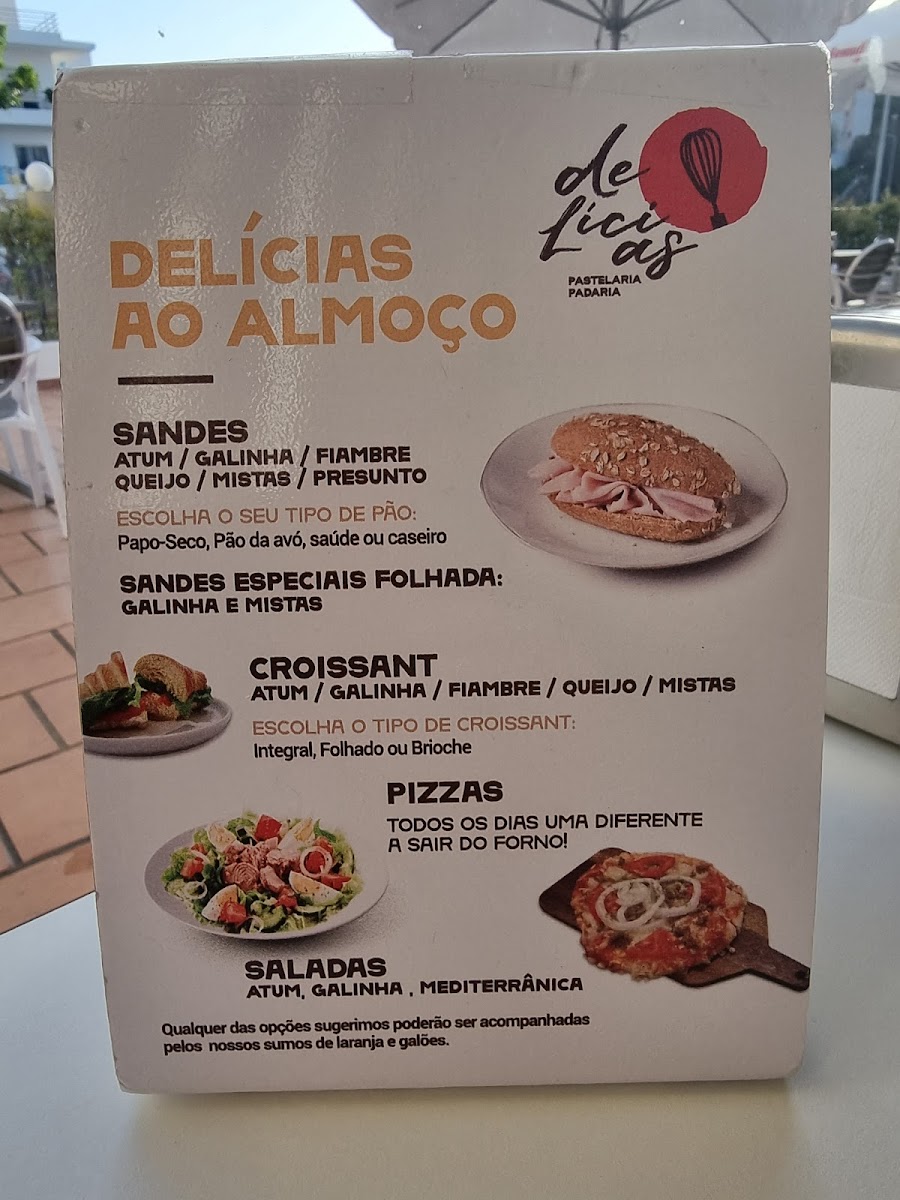 de
líci
as
PASTELARIA
PADARIA
DELÍCIAS
AO ALMOÇO
SANDES
ATUM / GALINHA / FIAMBRE
QUEIJO / MISTAS / PRESUNTO
ESCOLHA O SEU TIPO DE PÃO:
Papo-Seco, Pão da avó, saúde ou caseiro
SANDES ESPECIAIS FOLHADA:
GALINHA E MISTAS
CROISSANT
ATUM / GALINHA / FIAMBRE / QUEIJO / MISTAS
ESCOLHA O TIPO DE CROISSANT:
Integral, Folhado ou Brioche
PIZZAS
TODOS OS DIAS UMA DIFERENTE
A SAIR DO FORNO!
SALADAS
ATUM, GALINHA , MEDITERRÂNICA
Qualquer das opções sugerimos poderão ser acompanhadas
pelos nossos sumos de laranja e galões.